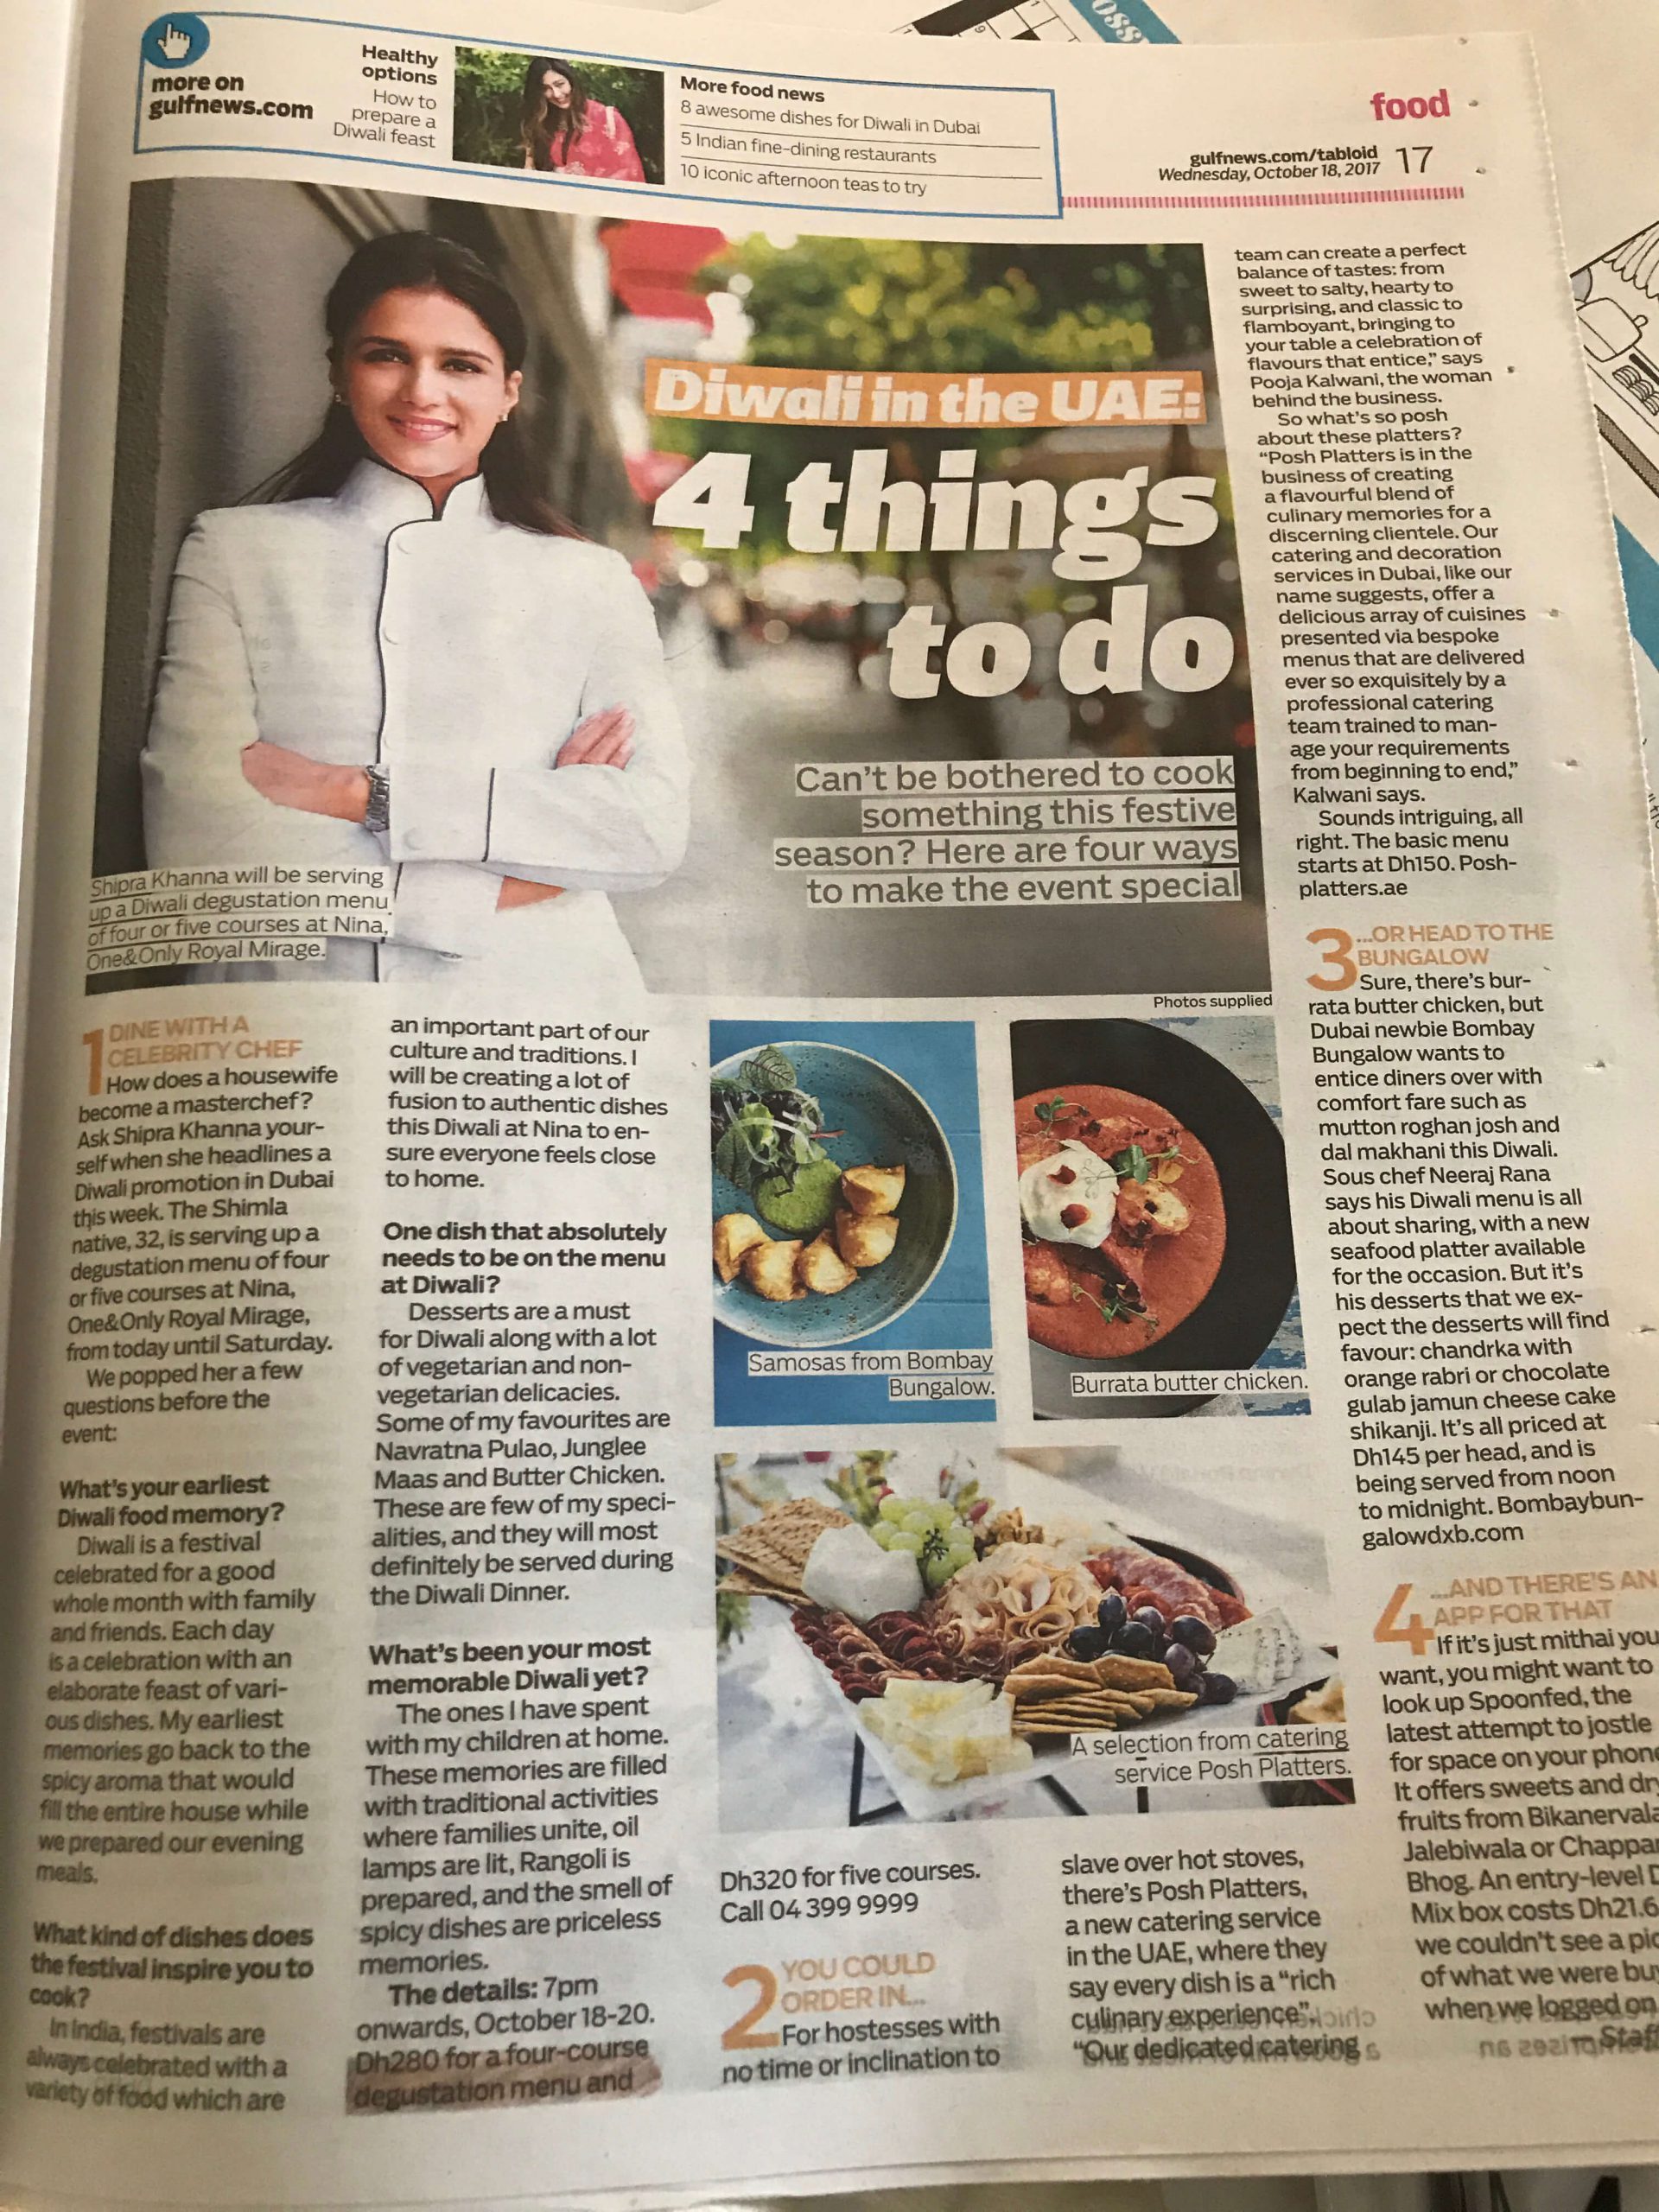 more on
gulfnews.com
Healthy
options
How to
prepare a
Diwali feast
More food news
8 awesome dishes for Diwali in Dubai
5 Indian fine-dining restaurants
10 iconic afternoon teas to try
food
gulfnews.com/tabloid
Wednesday, October 18, 2017
17
Diwali in the UAE:
4 things
to do
Can't be bothered to cook
something this festive
season? Here are four ways
to make the event special
Shipra Khanna will be serving
up a Diwali degustation menu
of four or five courses at Nina,
One&Only Royal Mirage.
Photos supplied
1 DINE WITH A
CELEBRITY CHEF
How does a housewife
become a masterchef?
Ask Shipra Khanna your-
self when she headlines a
Diwali promotion in Dubai
this week. The Shimla
native, 32, is serving up a
degustation menu of four
or five courses at Nina,
One&Only Royal Mirage,
from today until Saturday.
We popped her a few
questions before the
event:
What's your earliest
Diwali food memory?
Diwali is a festival
celebrated for a good
whole month with family
and friends. Each day
is a celebration with an
elaborate feast of vari-
ous dishes. My earliest
memories go back to the
spicy aroma that would
fill the entire house while
we prepared our evening
meals.
What kind of dishes does
the festival inspire you to
cook?
In India, festivals are
always celebrated with a
variety of food which are
an important part of our
culture and traditions. I
will be creating a lot of
fusion to authentic dishes
this Diwali at Nina to en-
sure everyone feels close
to home.
One dish that absolutely
needs to be on the menu
at Diwali?
Desserts are a must
for Diwali along with a lot
of vegetarian and non-
vegetarian delicacies.
Some of my favourites are
Navratna Pulao, Junglee
Maas and Butter Chicken.
These are few of my speci-
alities, and they will most
definitely be served during
the Diwali Dinner.
What's been your most
memorable Diwali yet?
The ones I have spent
with my children at home.
These memories are filled
with traditional activities
where families unite, oil
lamps are lit, Rangoli is
prepared, and the smell of
spicy dishes are priceless
memories.
The details: 7pm
onwards, October 18-20.
Dh280 for a four-course
degustation menu and
Samosas from Bombay
Bungalow.
Burrata butter chicken.
A selection from catering
service Posh Platters.
Dh320 for five courses.
Call 04 399 9999
2 YOU COULD
ORDER IN...
For hostesses with
no time or inclination to
slave over hot stoves,
there's Posh Platters,
a new catering service
in the UAE, where they
say every dish is a "rich
culinary experience".
"Our dedicated catering
team can create a perfect
balance of tastes: from
sweet to salty, hearty to
surprising, and classic to
flamboyant, bringing to
your table a celebration of
flavours that entice," says
Pooja Kalwani, the woman
behind the business.
So what's so posh
about these platters?
"Posh Platters is in the
business of creating
a flavourful blend of
culinary memories for a
discerning clientele. Our
catering and decoration
services in Dubai, like our
name suggests, offer a
delicious array of cuisines
presented via bespoke
menus that are delivered
ever so exquisitely by a
professional catering
team trained to man-
age your requirements
from beginning to end,"
Kalwani says.
Sounds intriguing, all
right. The basic menu
starts at Dh150. Posh-
platters.ae
3 ...OR HEAD TO THE
BUNGALOW
Sure, there's bur-
rata butter chicken, but
Dubai newbie Bombay
Bungalow wants to
entice diners over with
comfort fare such as
mutton roghan josh and
dal makhani this Diwali.
Sous chef Neeraj Rana
says his Diwali menu is all
about sharing, with a new
seafood platter available
for the occasion. But it's
his desserts that we ex-
pect the desserts will find
favour: chandrka with
orange rabri or chocolate
gulab jamun cheese cake
shikanji. It's all priced at
Dh145 per head, and is
being served from noon
to midnight. Bombaybun-
galowdxb.com
4 ...AND THERE'S AN
APP FOR THAT
If it's just mithai you
want, you might want to
look up Spoonfed, the
latest attempt to jostle
for space on your phone
It offers sweets and
fruits from Bikanervala
Jalebiwala or
Bhog. An entry-level
Mix box costs Dh21.6
we couldn't see a
of what we were
when we logged on